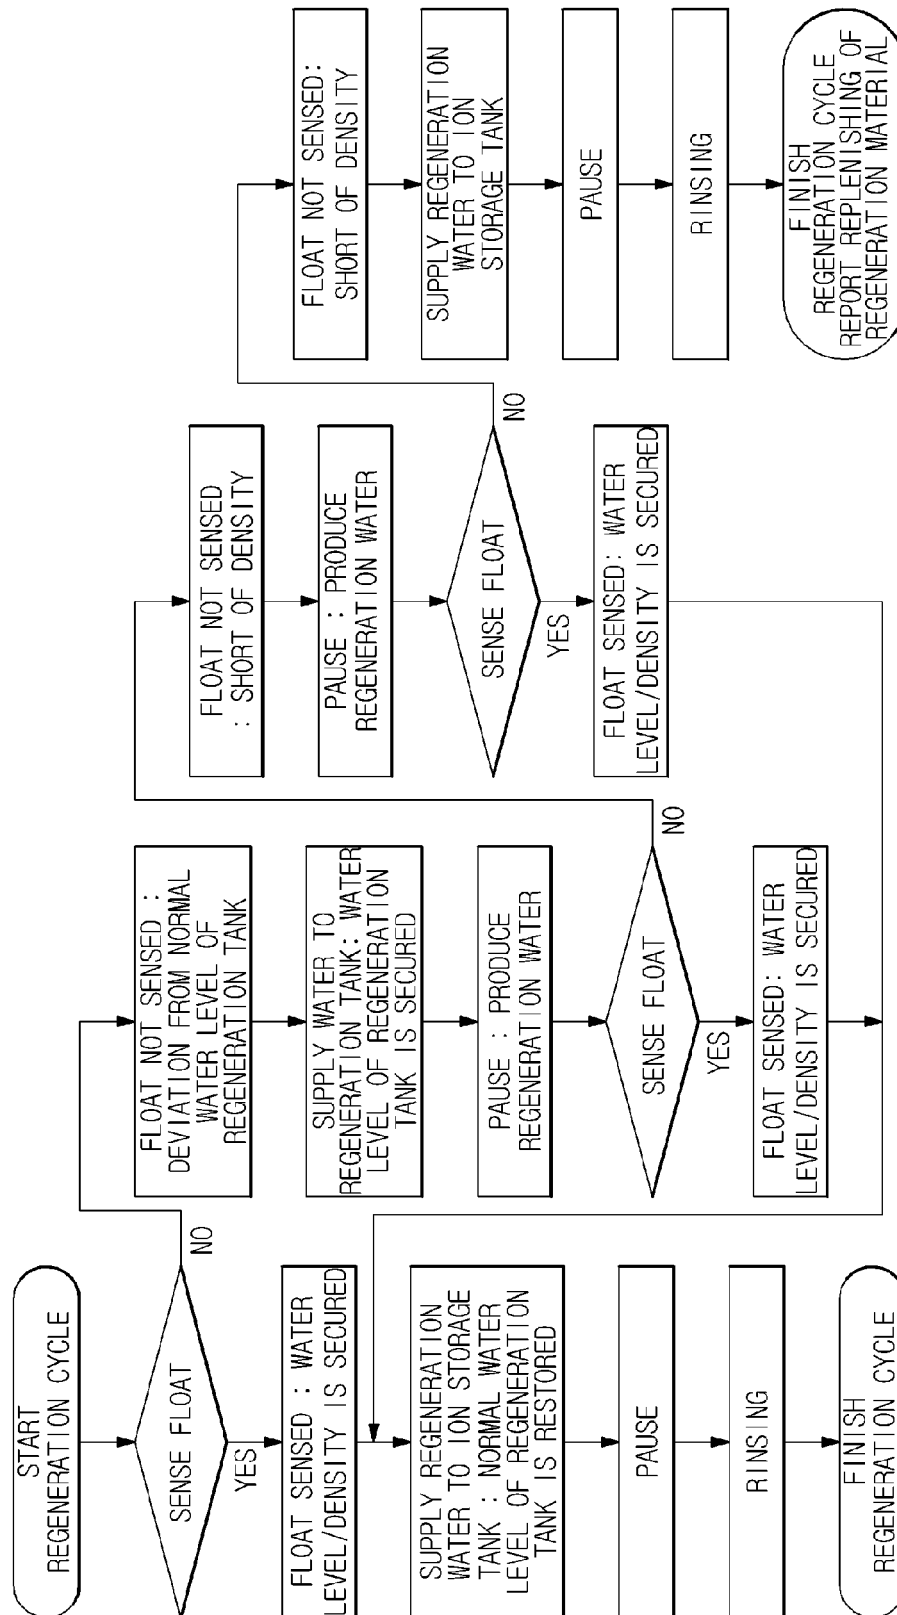 START
REGENERATION CYCLE
SENSE FLOAT
NO
YES
FLOAT SENSED : WATER
LEVEL/DENSITY IS SECURED
SUPPLY REGENERATION
WATER TO ION STORAGE
TANK : NORMAL WATER
LEVEL OF REGENERATION
TANK IS RESTORED
PAUSE
RINSING
FINISH
REGENERATION CYCLE
FLOAT NOT SENSED :
DEVIATION FROM NORMAL
WATER LEVEL OF
REGENERATION TANK
SUPPLY WATER TO
REGENERATION TANK: WATER
LEVEL OF REGENERATION
TANK IS SECURED
PAUSE : PRODUCE
REGENERATION WATER
SENSE FLOAT
NO
YES
FLOAT SENSED: WATER
LEVEL/DENSITY IS SECURED
FLOAT NOT SENSED
: SHORT OF DENSITY
PAUSE : PRODUCE
REGENERATION WATER
SENSE FLOAT
NO
YES
FLOAT SENSED: WATER
LEVEL/DENSITY IS SECURED
FLOAT NOT SENSED:
SHORT OF DENSITY
SUPPLY REGENERATION
WATER TO ION
STORAGE TANK
PAUSE
RINSING
FINISH
REGENERATION CYCLE
REPORT REPLENISHING OF
REGENERATION MATERIAL